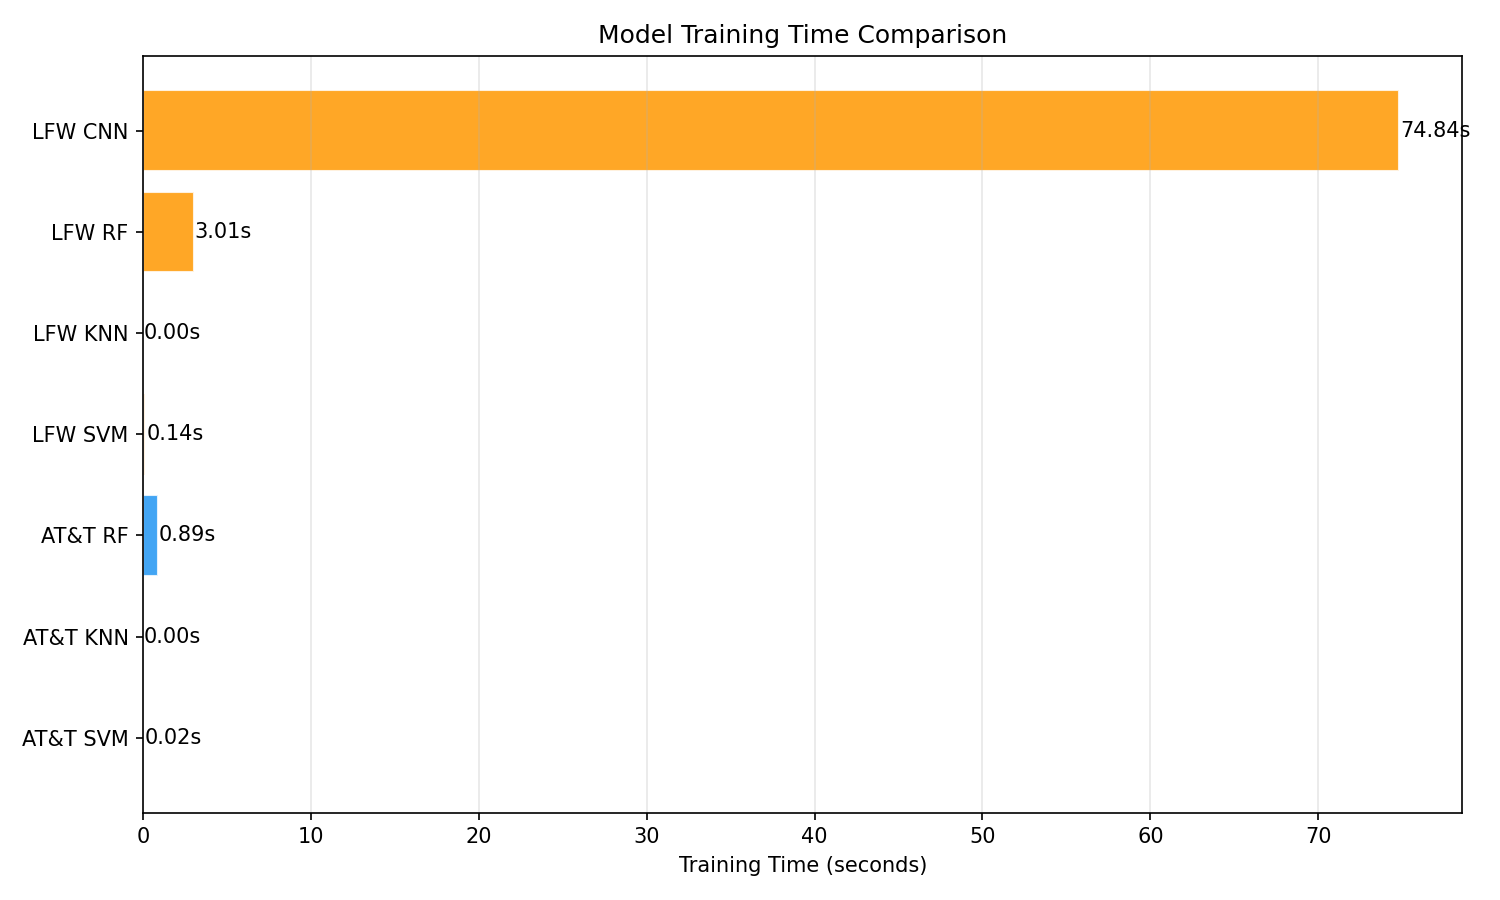 Model Training Time Comparison
LFW CNN 74.84s
LFW RF 3.01s
LFW KNN 0.00s
LFW SVM 0.14s
AT&T RF 0.89s
AT&T KNN 0.00s
AT&T SVM 0.02s
0 10 20 30 40 50 60 70
Training Time (seconds)